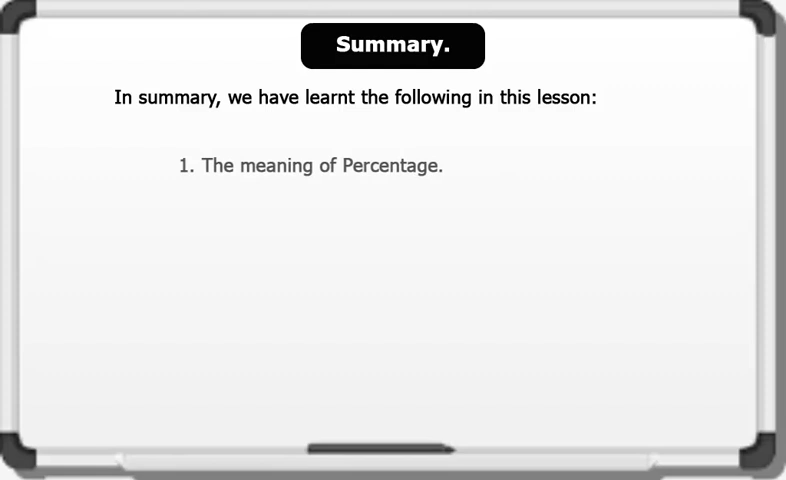 Summary.
In summary, we have learnt the following in this lesson:
1. The meaning of Percentage.